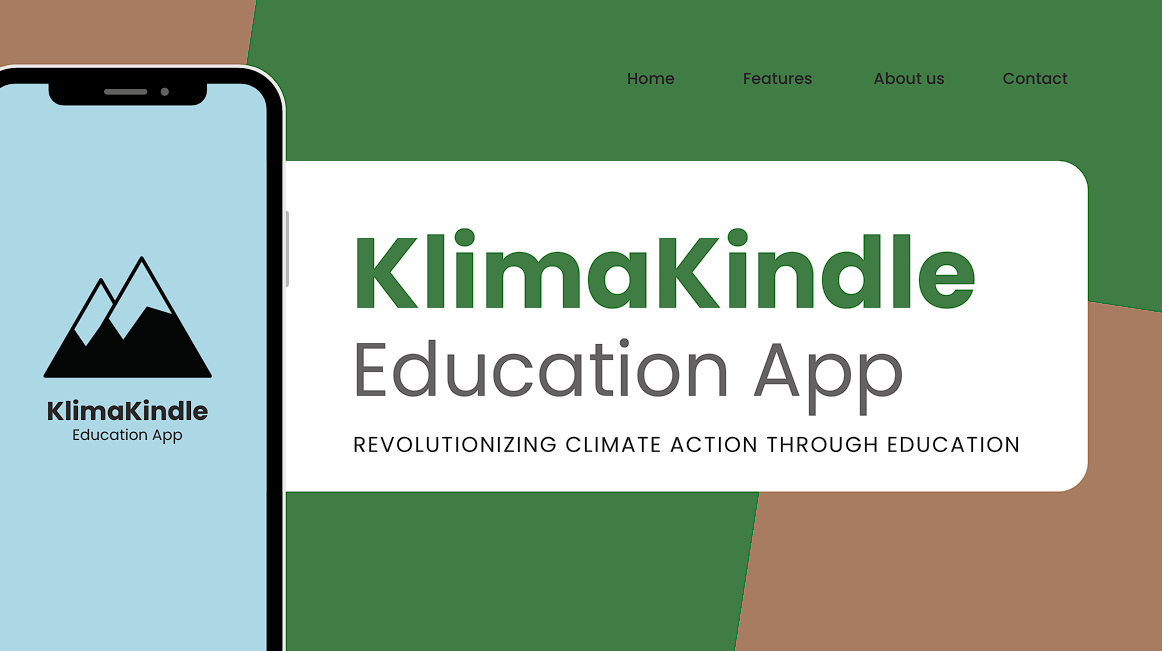 Home Features About us Contact
KlimaKindle
Education App
REVOLUTIONIZING CLIMATE ACTION THROUGH EDUCATION
KlimaKindle
Education App